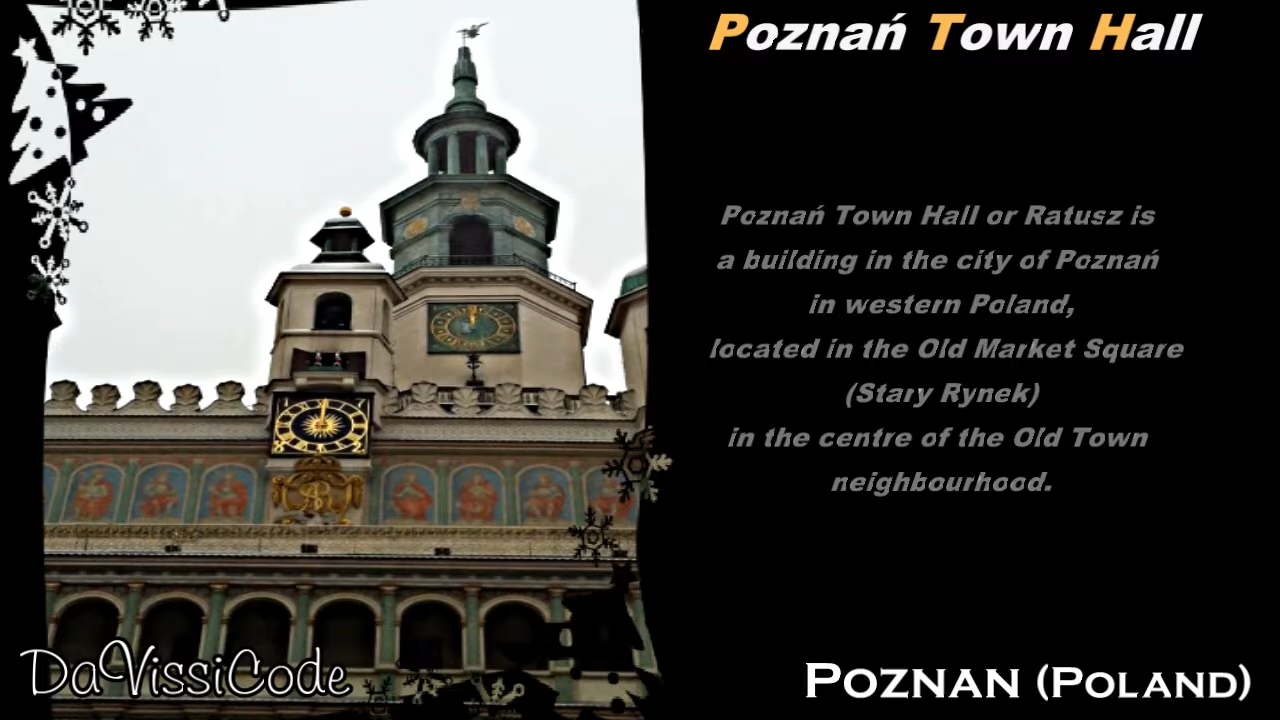 Poznań Town Hall
Poznań Town Hall or Ratusz is
a building in the city of Poznań
in western Poland,
located in the Old Market Square
(Stary Rynek)
in the centre of the Old Town
neighbourhood.
DaVissiCode
POZNAN (POLAND)